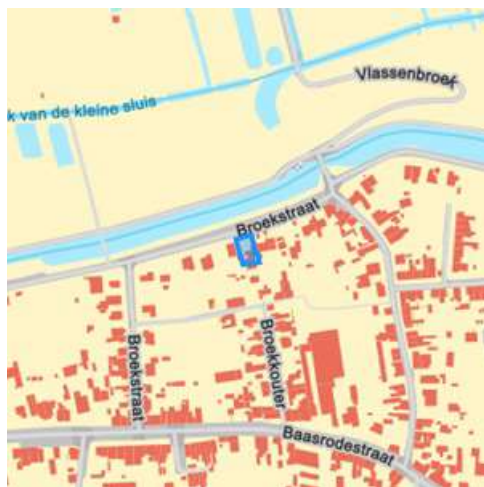 Vlassenbroek
k van de kleine sluis
Broekstraat
Broekstraat
Broekkouter
Baasrodestraat